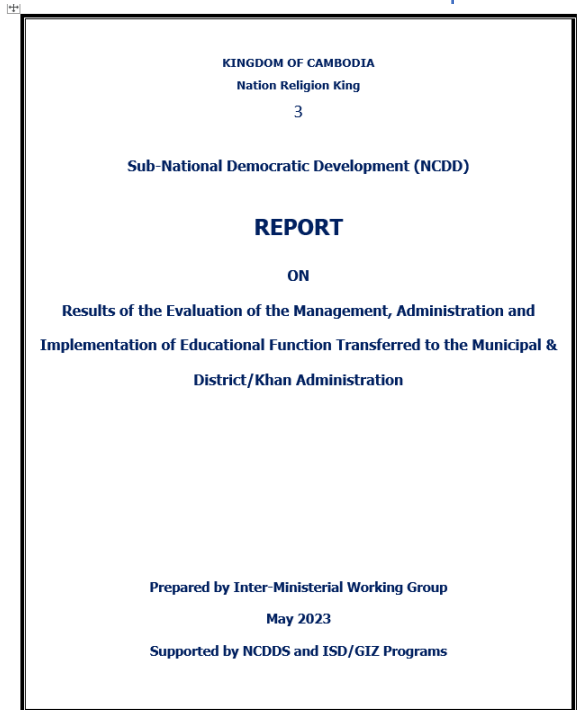 KINGDOM OF CAMBODIA
Nation Religion King
3
Sub-National Democratic Development (NCDD)
REPORT
ON
Results of the Evaluation of the Management, Administration and
Implementation of Educational Function Transferred to the Municipal &
District/Khan Administration
Prepared by Inter-Ministerial Working Group
May 2023
Supported by NCDDS and ISD/GIZ Programs